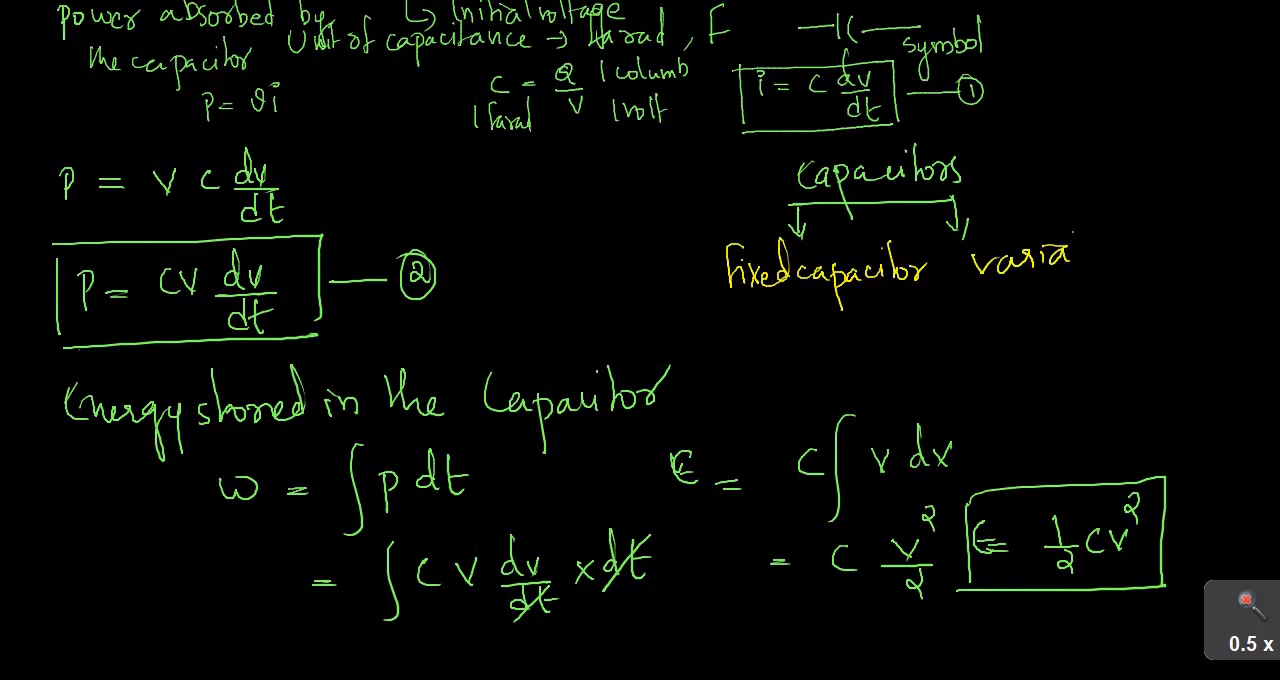 power absorbed by ↳ Initial voltage
the capacitor Unit of capacitance → Farad, F
symbol
P = vi
C = Q/V 1 columb
1 Farad 1 volt
i = C dv/dt — ①
P = V C dv/dt
Capacitors
P = CV dv/dt — ②
Fixed capacitor varia
Energy stored in the Capacitor
W = ∫ P dt
E = C ∫ V dv
= ∫ C V dv/dt × dt
= C V²/2
E = 1/2 CV²
0.5 x